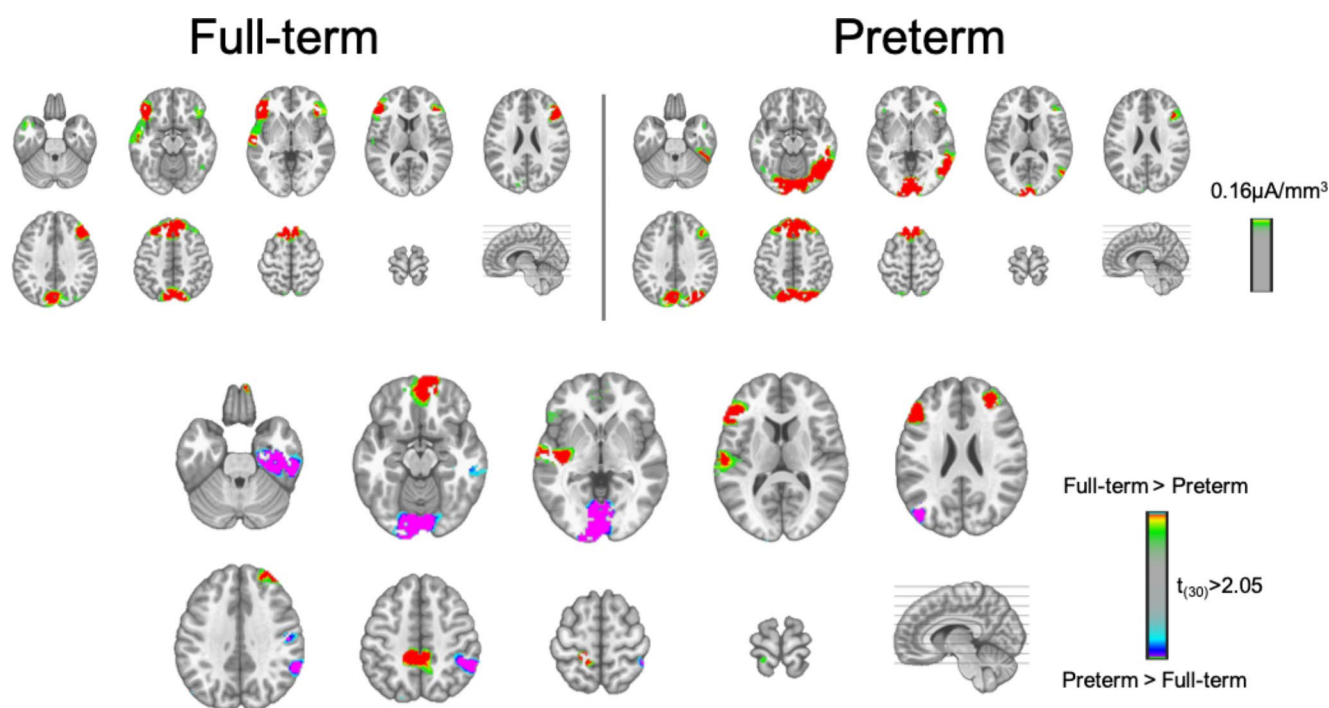 Full-term
Preterm
0.16µA/mm³
Full-term > Preterm
t₍₃₀₎>2.05
Preterm > Full-term